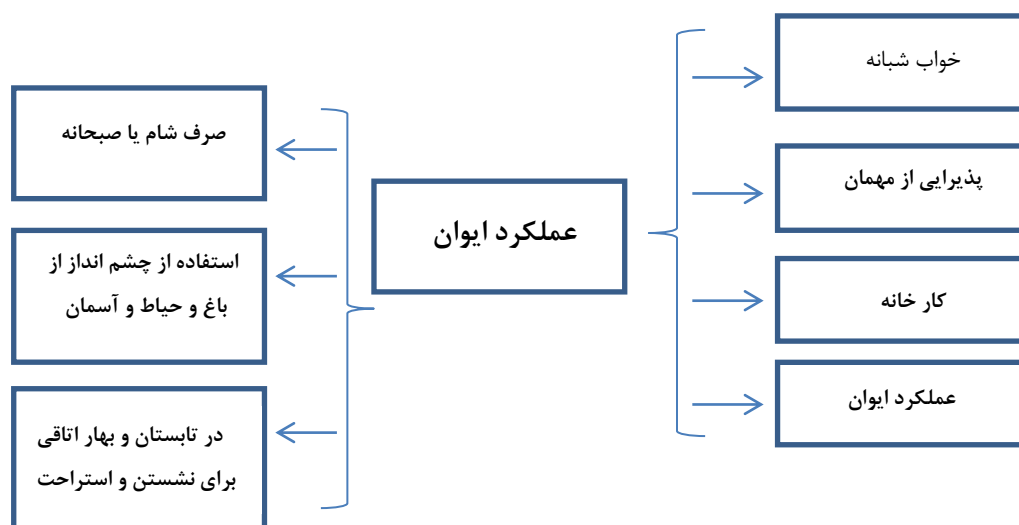 عملکرد ایوان
خواب شبانه
پذیرایی از مهمان
کار خانه
عملکرد ایوان
صرف شام یا صبحانه
استفاده از چشم انداز از
باغ و حیاط و آسمان
در تابستان و بهار اتاقی
برای نشستن و استراحت